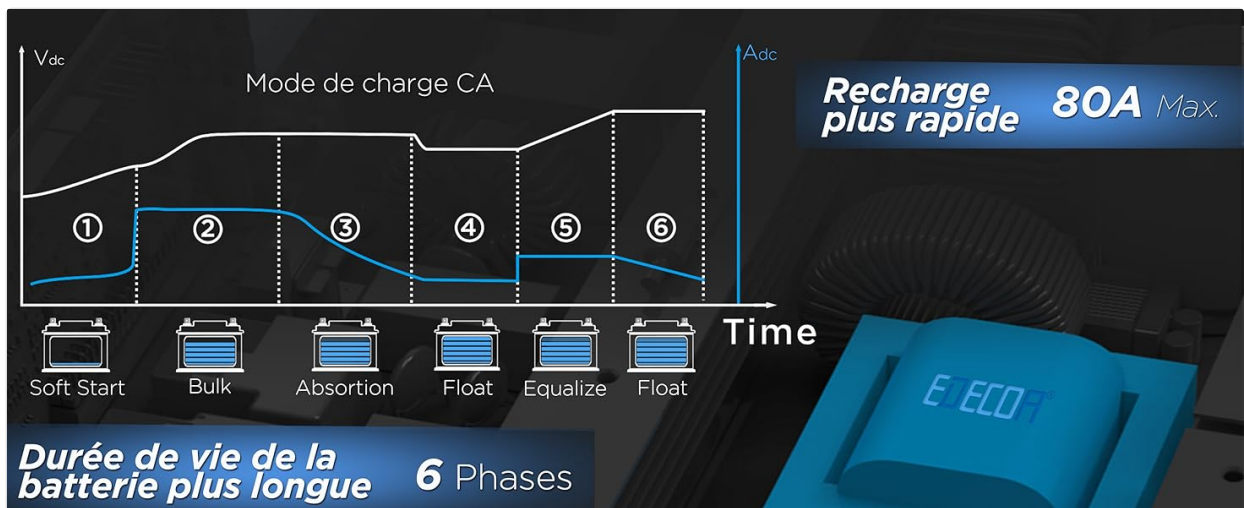 Vdc
Adc
Mode de charge CA
Recharge
plus rapide
80A Max.
① ② ③ ④ ⑤ ⑥
Time
Soft Start Bulk Absortion Float Equalize Float
EDECOA®
Durée de vie de la
batterie plus longue
6 Phases